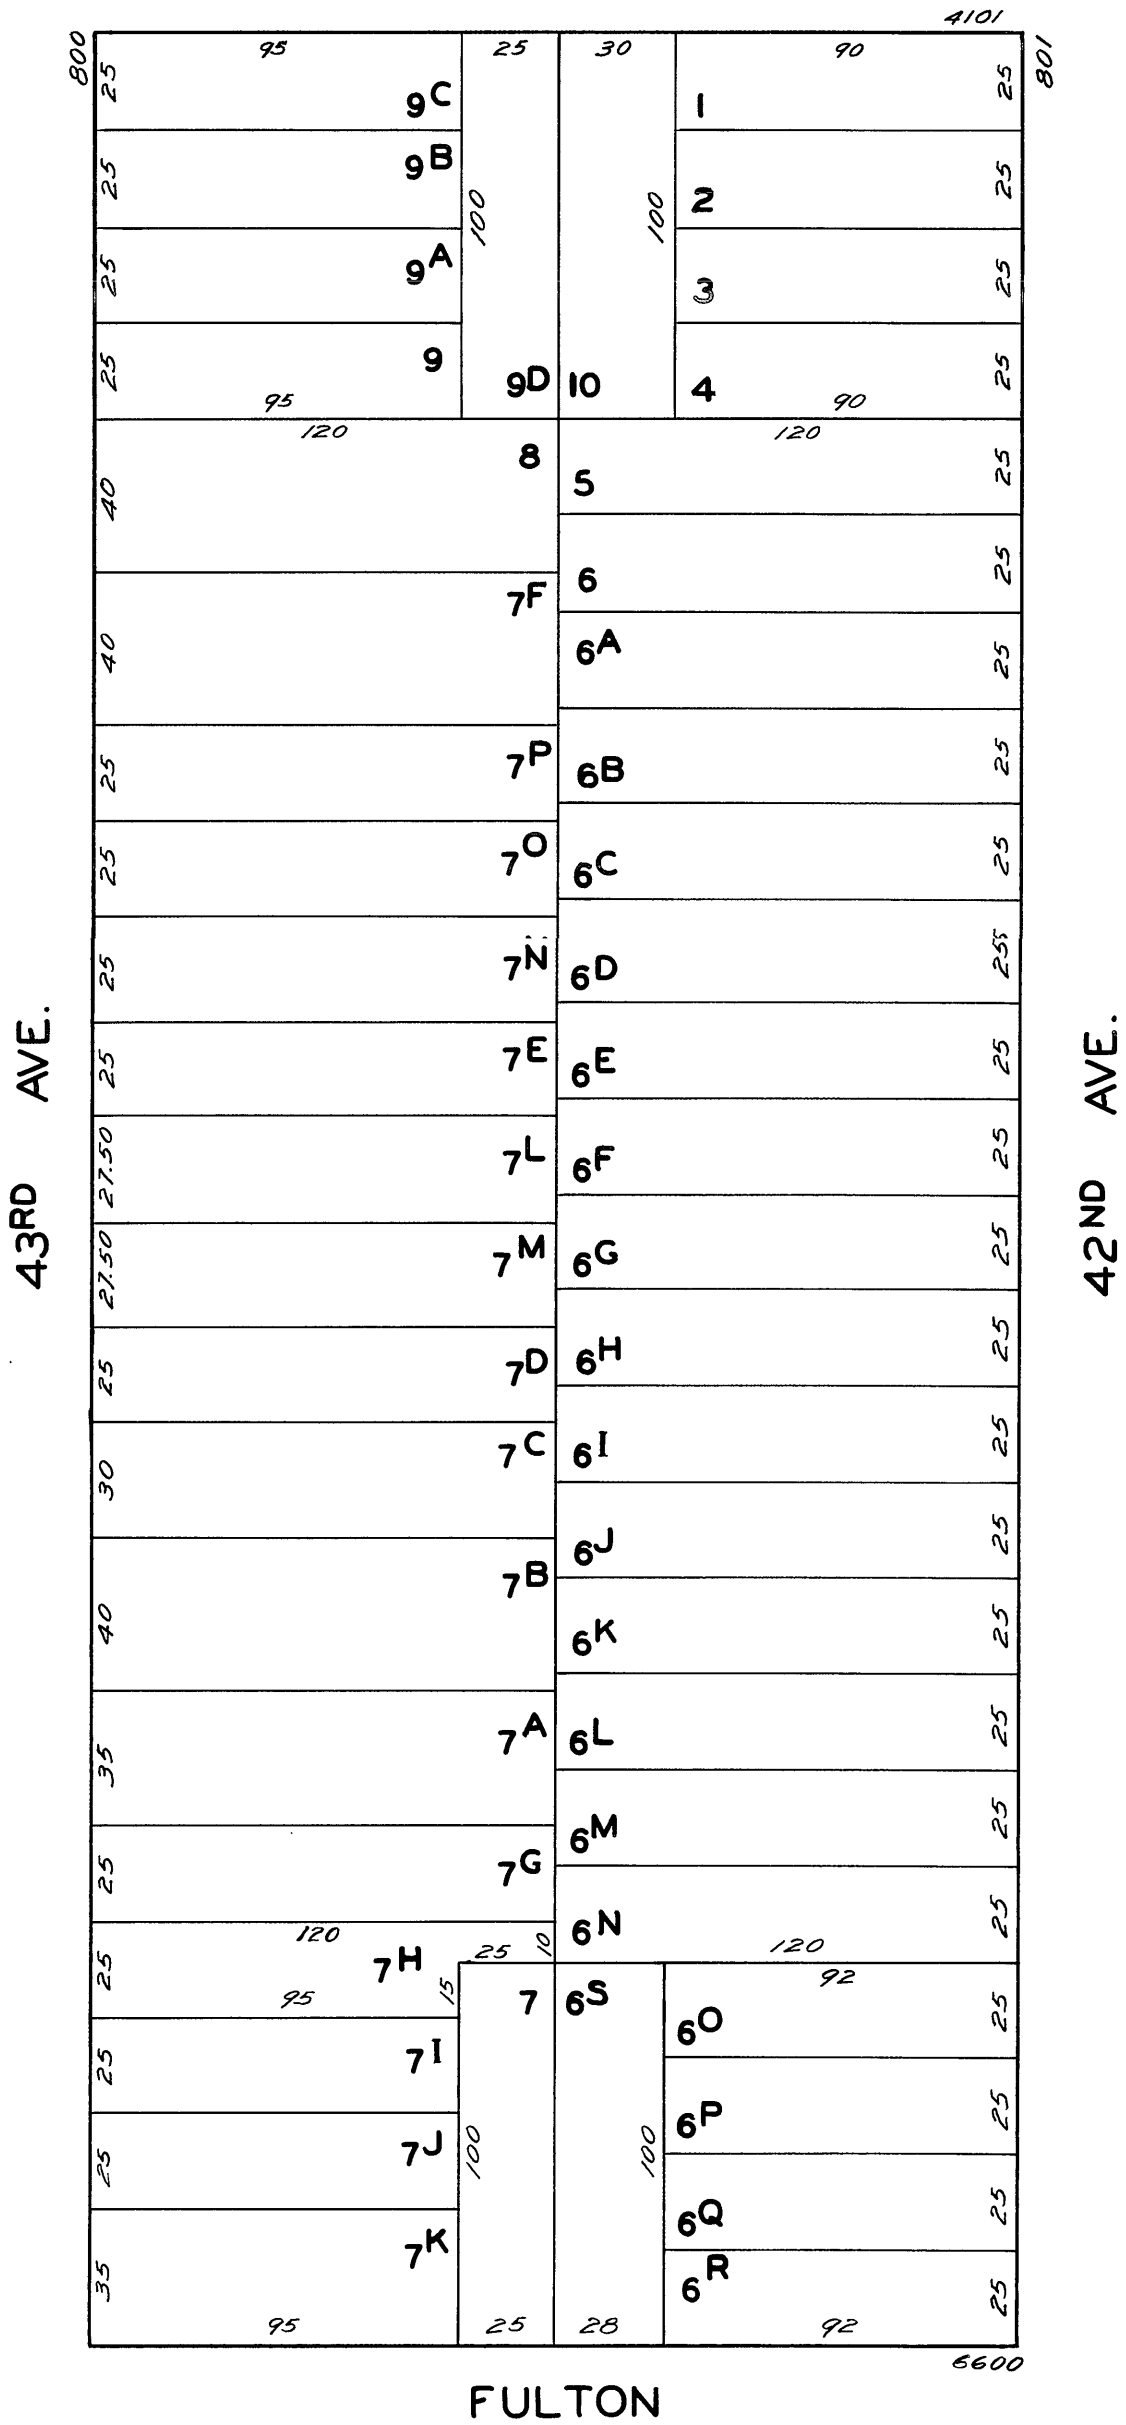 4101
800 95 25 30 90 801
25 9C 1 25
25 9B 2 25
100 100
25 9A 3 25
25 9 9D 10 4 25
95 90
120 120
40 8 5 25
6 25
7F
40 6A 25
25 7P 6B 25
25 7O 6C 25
25 7N 6D 25
25 7E 6E 25
27.50 7L 6F 25
27.50 7M 6G 25
25 7D 6H 25
30 7C 6I 25
6J 25
40 7B
6K 25
35 7A 6L 25
6M 25
25 7G
6N 25
120 120
25 10
25 7H 15 92
95 7 6S 6O 25
25 7I
6P 25
25 7J 100 100
6Q 25
35 7K 6R 25
95 25 28 92
6600
43RD AVE.
42ND AVE.
FULTON